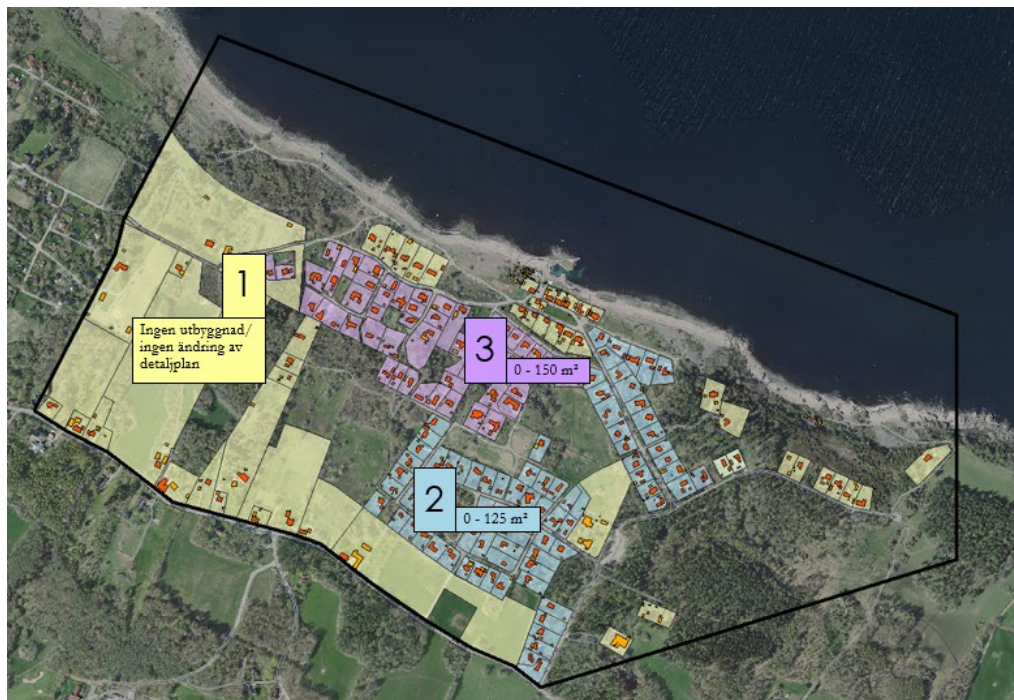 1
Ingen utbyggnad/
ingen ändring av
detaljplan
3
0 - 150 m²
2
0 - 125 m²